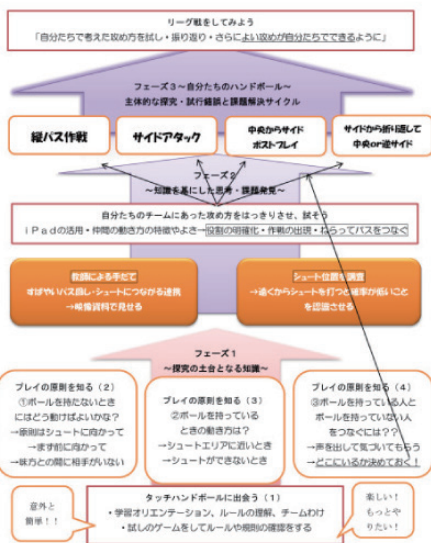 リーグ戦をしてみよう
「自分たちで考えた攻め方を試し・振り返り・さらによい攻めが自分たちでできるように」
フェーズ3～自分たちのハンドボール～
主体的な探究・試行錯誤と課題解決サイクル
縦パス作戦
サイドアタック
中央からサイド
ポストプレイ
サイドから折り返して
中央or逆サイド
フェーズ2
～知識を基にした思考・課題発見～
自分たちのチームにあった攻め方をはっきりさせ、試そう
iPadの活用・仲間の動き方の特徴やよさ→役割の明確化・作戦の出現・ねらってパスをつなぐ
教師による手だて
すばやいパス回し・シュートにつながる連携
→映像資料で見せる
シュート位置を調査
→遠くからシュートを打つと確率が低いこと
を認識させる
フェーズ1
～探究の土台となる知識～
プレイの原則を知る（2）
①ボールを持たないとき
にはどう動けばよいかな？
→原則はシュートに向かって
→まず前に向かって
→味方との間に相手がいない
プレイの原則を知る（3）
②ボールを持っている
ときの動き方は？
→シュートエリアに近いとき
→シュートができないとき
プレイの原則を知る（4）
③ボールを持っている人と
ボールを持っていない人
をつなぐには？？
→声を出して気づいてもらう
→どこにいるか決めておく！
タッチハンドボールに出会う（1）
・学習オリエンテーション、ルールの理解、チームわけ
・試しのゲームをしてルールや規則の確認をする
意外と
簡単！！
楽しい！
もっとや
りたい！